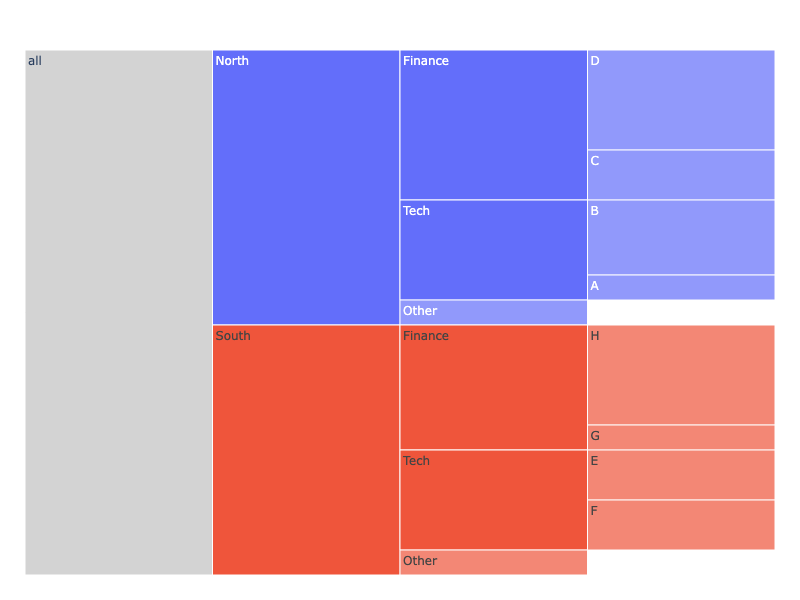 all
North
Finance
D
C
Tech
B
A
Other
South
Finance
H
G
Tech
E
F
Other